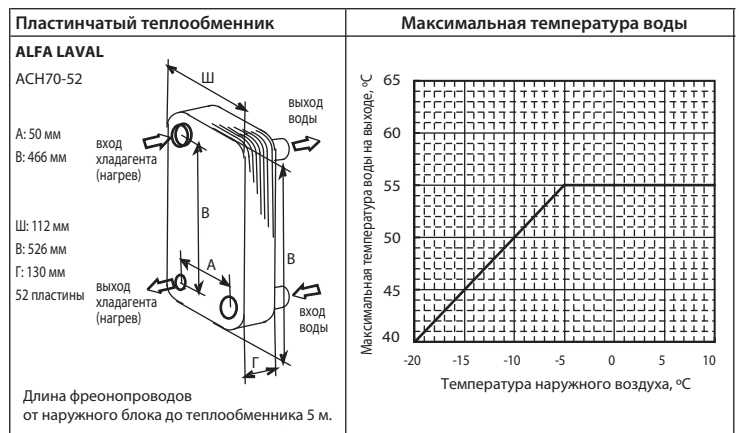 Пластинчатый теплообменник
Максимальная температура воды
ALFA LAVAL
ACH70-52
A: 50 мм
B: 466 мм
Ш: 112 мм
В: 526 мм
Г: 130 мм
52 пластины
Ш
выход
воды
вход
хладагента
(нагрев)
B
A
В
выход
хладагента
(нагрев)
вход
воды
Г
Длина фреонопроводов
от наружного блока до теплообменника 5 м.
Максимальная температура воды на выходе, ºC
65
60
55
50
45
40
-20 -15 -10 -5 0 5 10
Температура наружного воздуха, ºC